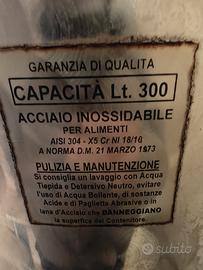 GARANZIA DI QUALITA
CAPACITÀ Lt. 300
ACCIAIO INOSSIDABILE
PER ALIMENTI
AISI 304 - X5 Cr Ni 18/10
A NORMA D.M. 21 MARZO 1973
PULIZIA E MANUTENZIONE
Si consiglia un lavaggio con Acqua
Tiepida e Detersivo Neutro, evitare
l'uso di Acqua Bollente, di sostanze
Acide e di Paglietta Abrasiva o in
lana d'Acciaio che DANNEGGIANO
la superfice del Contenitore.
subito